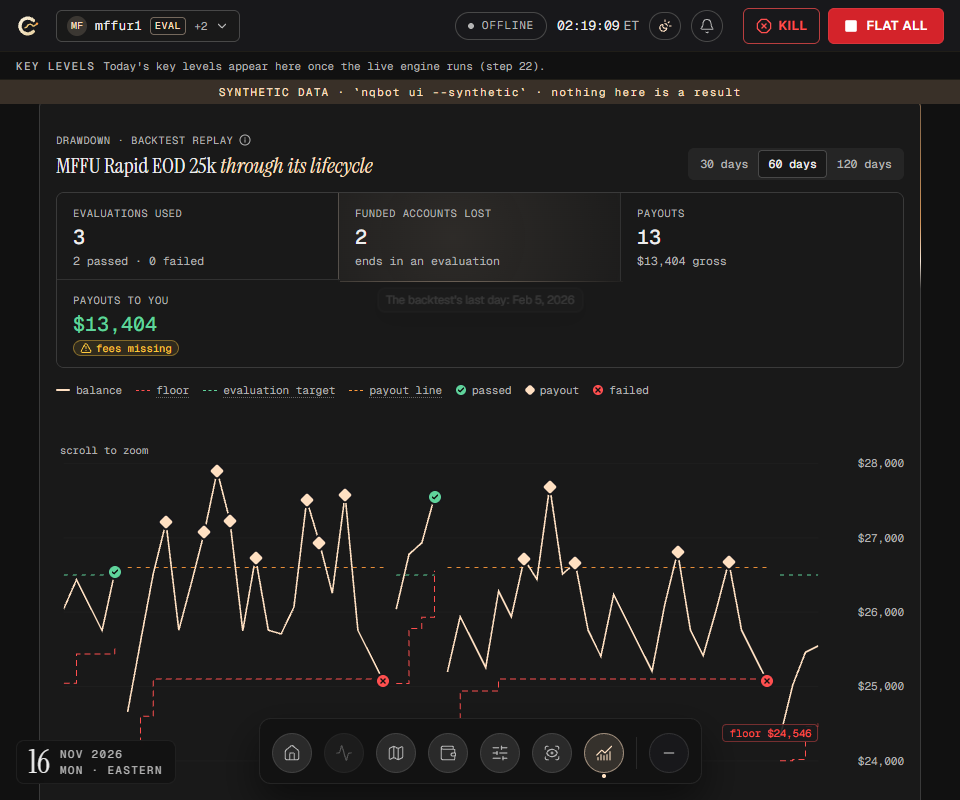 MF mffur1 EVAL +2
OFFLINE 02:19:09 ET KILL FLAT ALL
KEY LEVELS Today's key levels appear here once the live engine runs (step 22).
SYNTHETIC DATA · `nqbot ui --synthetic` · nothing here is a result
DRAWDOWN · BACKTEST REPLAY
MFFU Rapid EOD 25k through its lifecycle
30 days 60 days 120 days
EVALUATIONS USED
3
2 passed · 0 failed
FUNDED ACCOUNTS LOST
2
ends in an evaluation
PAYOUTS
13
$13,404 gross
PAYOUTS TO YOU
$13,404
fees missing
The backtest's last day: Feb 5, 2026
balance floor evaluation target payout line passed payout failed
scroll to zoom
$28,000
$27,000
$26,000
$25,000
floor $24,546
$24,000
16 NOV 2026
MON · EASTERN